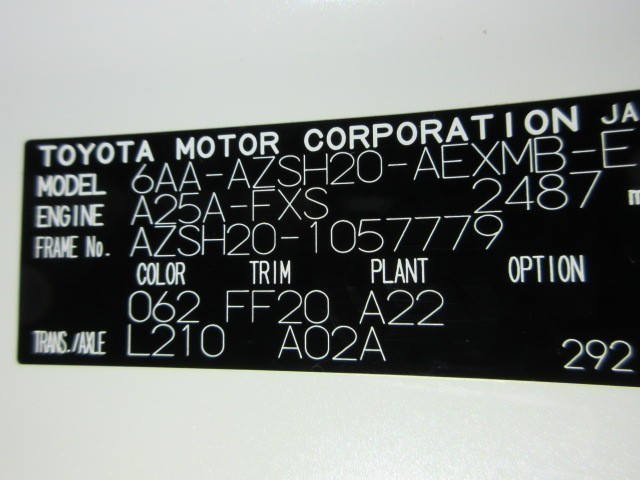 TOYOTA MOTOR CORPORATION JA
MODEL 6AA-AZSH20-AEXMB-E
ENGINE A25A-FXS 2487 m
FRAME No. AZSH20-1057779
COLOR TRIM PLANT OPTION
062 FF20 A22
TRANS./AXLE L210 A02A 292